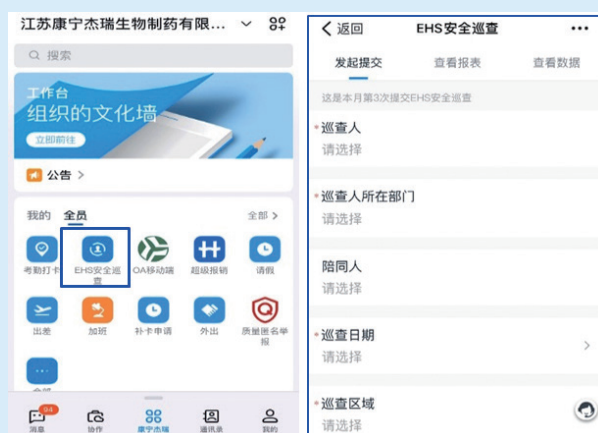 江苏康宁杰瑞生物制药有限...
搜索
工作台
组织的文化墙
立即前往
公告 >
我的 全员 全部 >
考勤打卡 EHS安全巡查 OA移动端 超级报销 请假
出差 加班 补卡申请 外出 质量匿名举报
94
消息 协作 康宁杰瑞 通讯录 我的
返回 EHS安全巡查 •••
发起提交 查看报表 查看数据
这是本月第3次提交EHS安全巡查
*巡查人
请选择
*巡查人所在部门
请选择
陪同人
请选择
*巡查日期
请选择
*巡查区域
请选择